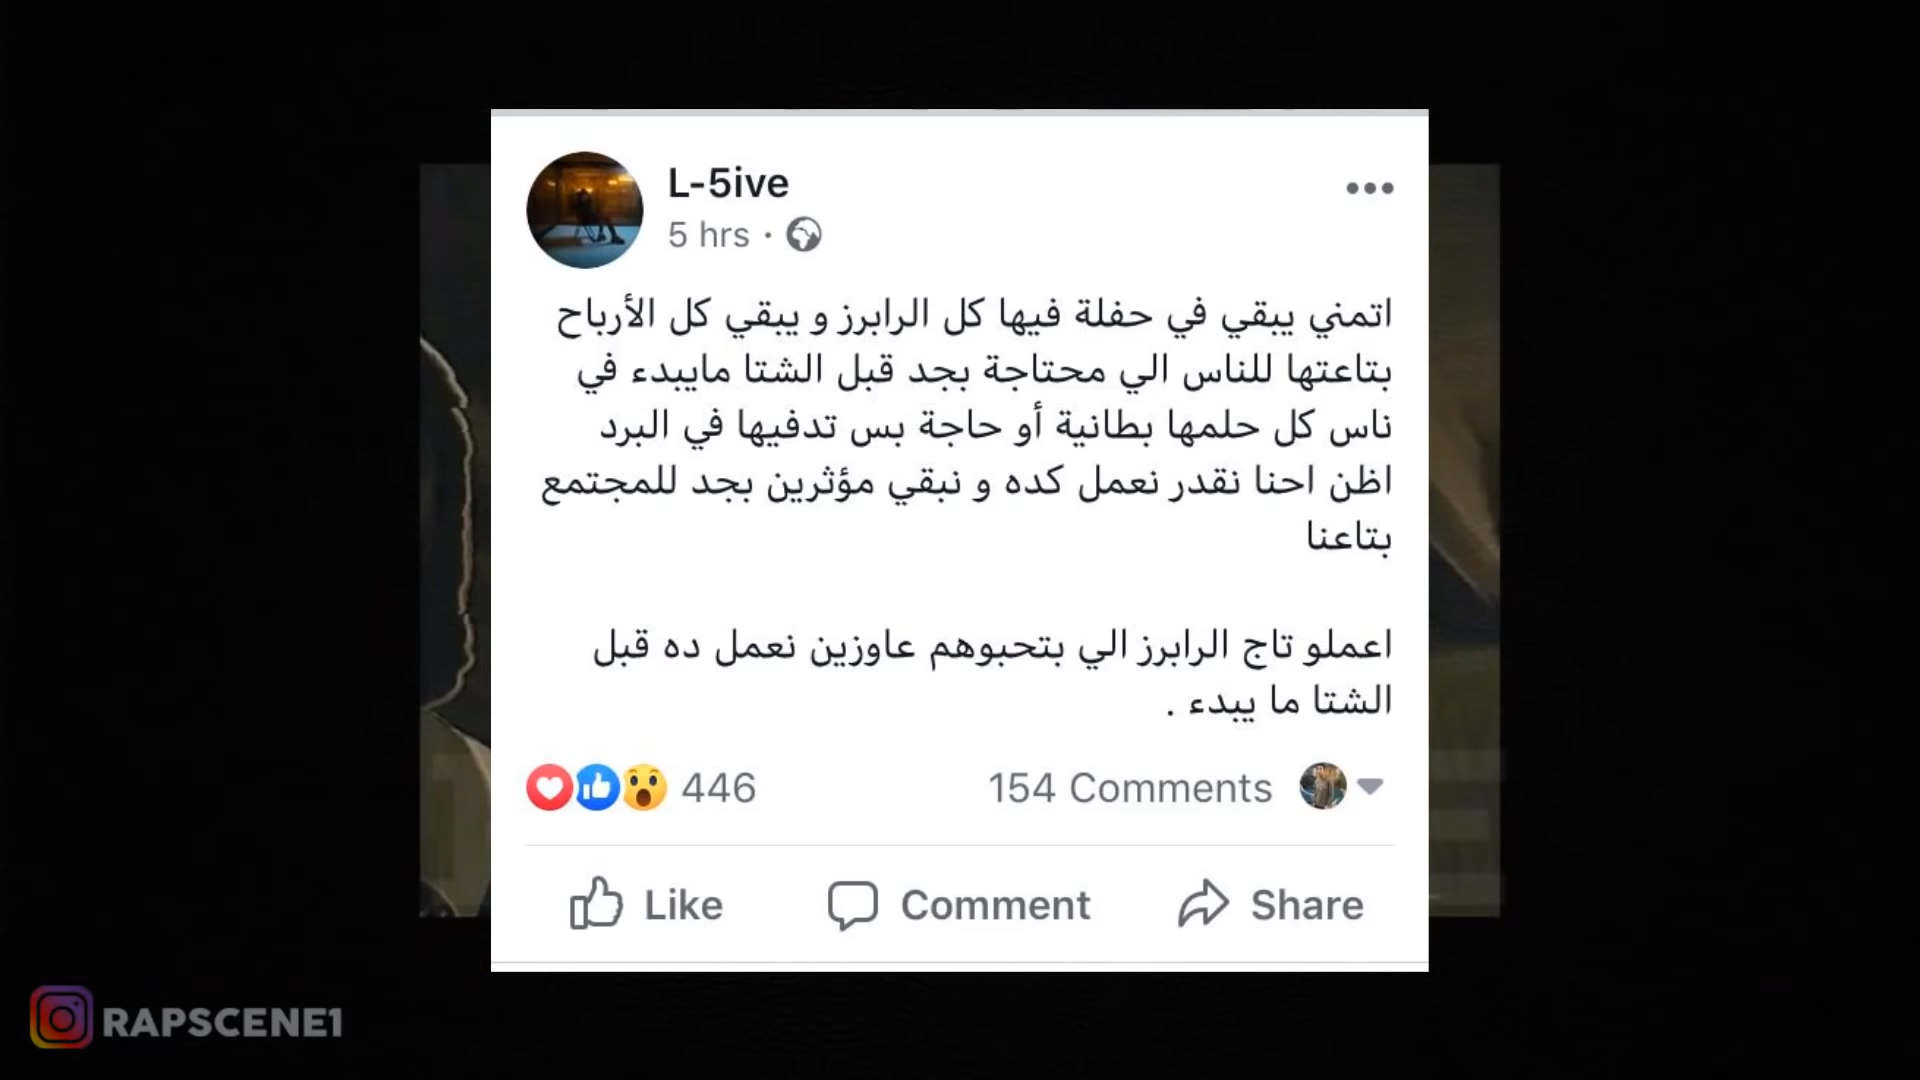 L-5ive
5 hrs ·
اتمني يبقي في حفلة فيها كل الرابرز و يبقي كل الأرباح
بتاعتها للناس الي محتاجة بجد قبل الشتا مايبدء في
ناس كل حلمها بطانية أو حاجة بس تدفيها في البرد
اظن احنا نقدر نعمل كده و نبقي مؤثرين بجد للمجتمع
بتاعنا
اعملو تاج الرابرز الي بتحبوهم عاوزين نعمل ده قبل
الشتا ما يبدء .
446 154 Comments
Like Comment Share
RAPSCENE1